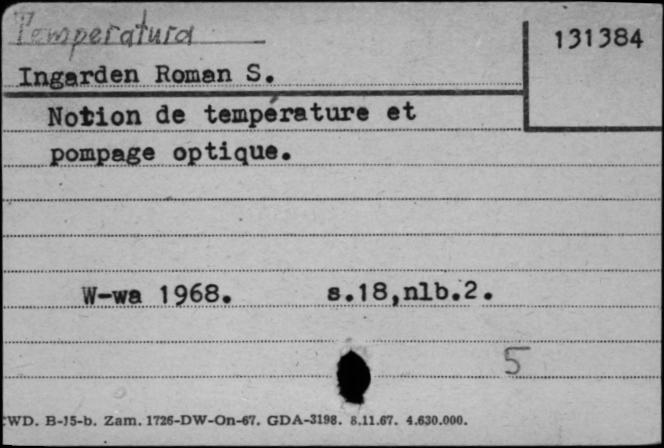 Temperatura
131384
Ingarden Roman S.
Notion de température et
pompage optique.
W-wa 1968. s.18,nlb.2.
5
WD. B-15-b. Zam. 1726-DW-On-67. GDA-3198. 8.11.67. 4.630.000.